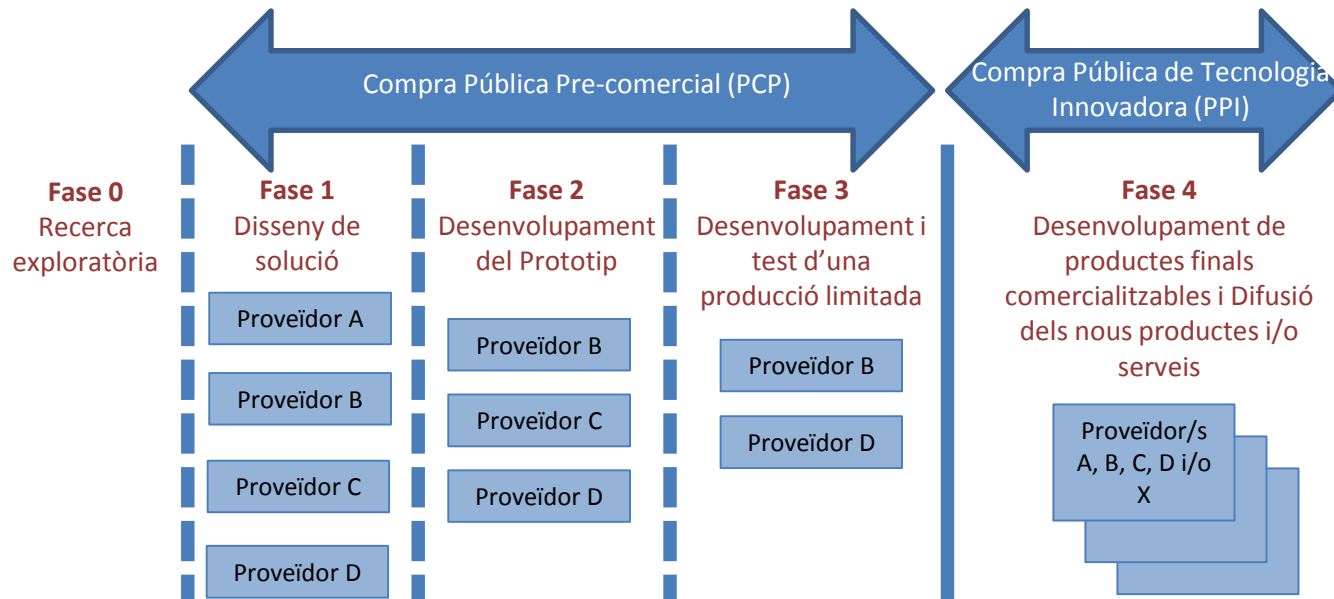 Compra Pública Pre-comercial (PCP)
Compra Pública de Tecnologia
Innovadora (PPI)
Fase 0
Recerca
exploratòria
Fase 1
Disseny de
solució
Proveïdor A
Proveïdor B
Proveïdor C
Proveïdor D
Fase 2
Desenvolupament
del Prototip
Proveïdor B
Proveïdor C
Proveïdor D
Fase 3
Desenvolupament i
test d’una
producció limitada
Proveïdor B
Proveïdor D
Fase 4
Desenvolupament de
productes finals
comercialitzables i Difusió
dels nous productes i/o
serveis
Proveïdor/s
A, B, C, D i/o
X